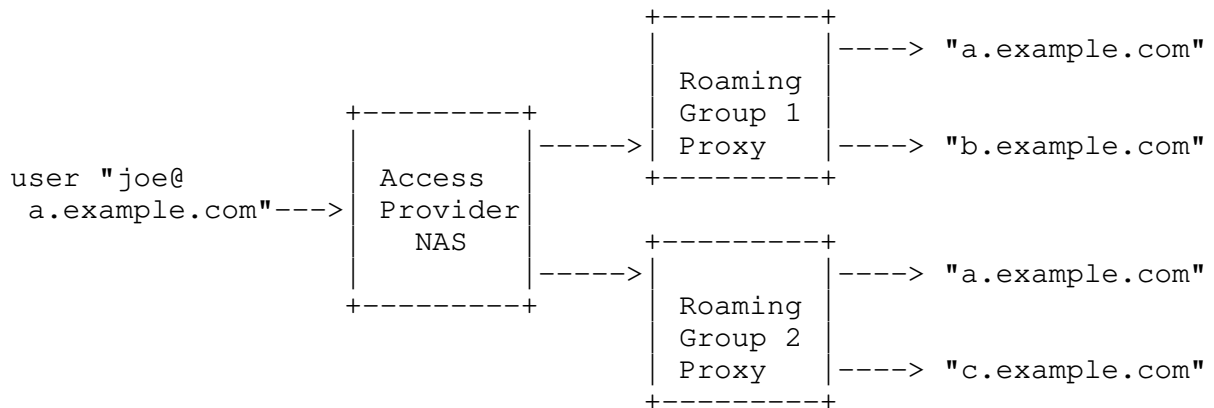 +---------+
|         |----> "a.example.com"
| Roaming |
+---------+ | Group 1 |
|         |----->| Proxy   |----> "b.example.com"
user "joe@ | Access  | +---------+
a.example.com"--->| Provider|
|   NAS   | +---------+
|         |----->|         |----> "a.example.com"
+---------+ | Roaming |
| Group 2 |
| Proxy   |----> "c.example.com"
+---------+